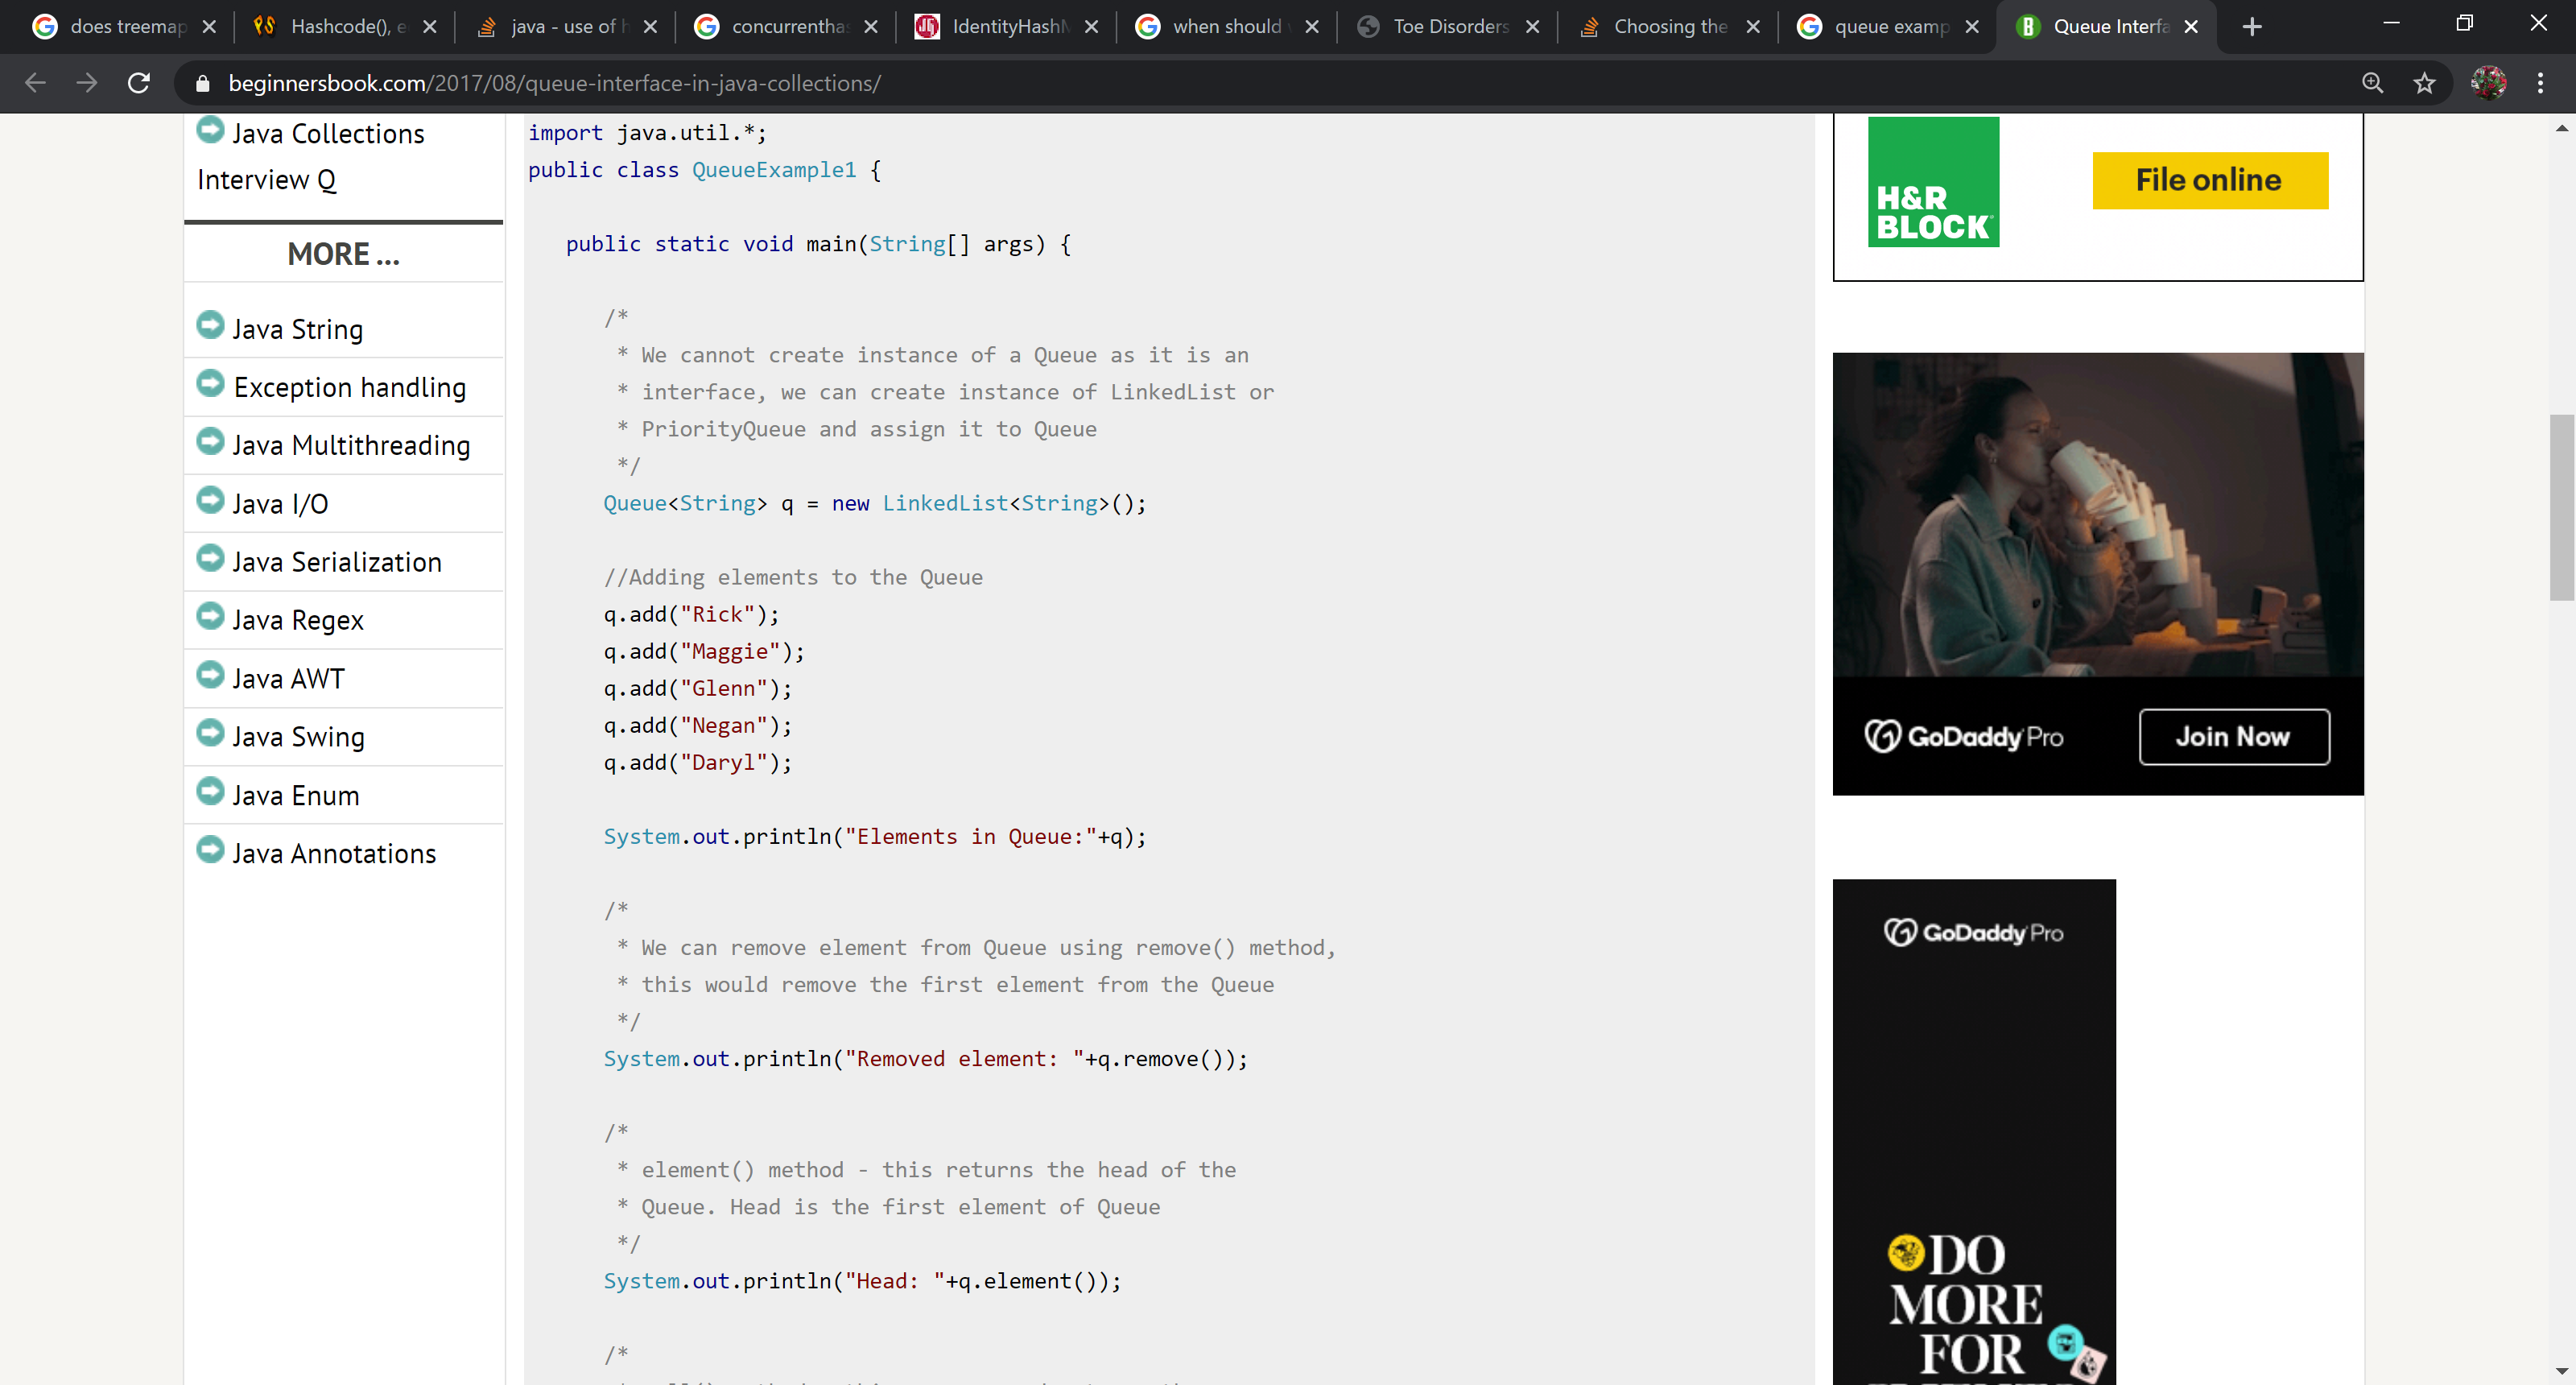 does treemap
Hashcode(), e
java - use of h
concurrentha
IdentityHashM
when should
Toe Disorders
Choosing the
queue examp
Queue Interfa
beginnersbook.com/2017/08/queue-interface-in-java-collections/
Java Collections
Interview Q
MORE ...
Java String
Exception handling
Java Multithreading
Java I/O
Java Serialization
Java Regex
Java AWT
Java Swing
Java Enum
Java Annotations
import java.util.*;
public class QueueExample1 {
public static void main(String[] args) {
/*
* We cannot create instance of a Queue as it is an
* interface, we can create instance of LinkedList or
* PriorityQueue and assign it to Queue
*/
Queue<String> q = new LinkedList<String>();
//Adding elements to the Queue
q.add("Rick");
q.add("Maggie");
q.add("Glenn");
q.add("Negan");
q.add("Daryl");
System.out.println("Elements in Queue:"+q);
/*
* We can remove element from Queue using remove() method,
* this would remove the first element from the Queue
*/
System.out.println("Removed element: "+q.remove());
/*
* element() method - this returns the head of the
* Queue. Head is the first element of Queue
*/
System.out.println("Head: "+q.element());
/*
H&R
BLOCK
File online
GoDaddy Pro
Join Now
GoDaddy Pro
DO
MORE
FOR